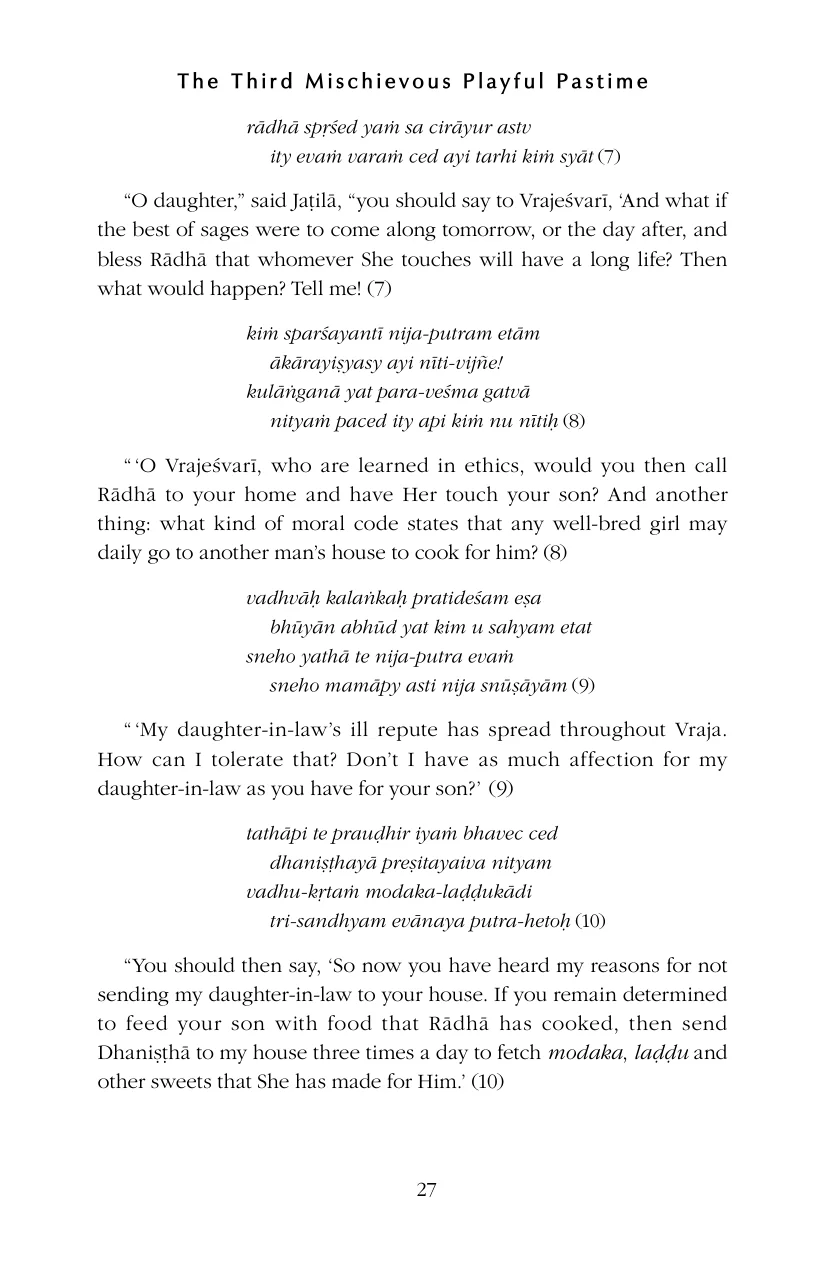 The Third Mischievous Playful Pastime
rādhā spṛśed yaṁ sa cirāyur astv
ity evaṁ varaṁ ced ayi tarhi kiṁ syāt (7)
“O daughter,” said Jaṭilā, “you should say to Vrajeśvarī, ‘And what if
the best of sages were to come along tomorrow, or the day after, and
bless Rādhā that whomever She touches will have a long life? Then
what would happen? Tell me! (7)
kiṁ sparśayantī nija-putram etām
ākārayiṣyasy ayi nīti-vijñe!
kulāṅganā yat para-veśma gatvā
nityaṁ paced ity api kiṁ nu nītiḥ (8)
“ ‘O Vrajeśvarī, who are learned in ethics, would you then call
Rādhā to your home and have Her touch your son? And another
thing: what kind of moral code states that any well-bred girl may
daily go to another man’s house to cook for him? (8)
vadhvāḥ kalaṅkaḥ pratideśam eṣa
bhūyān abhūd yat kim u sahyam etat
sneho yathā te nija-putra evaṁ
sneho mamāpy asti nija snūṣāyām (9)
“ ‘My daughter-in-law’s ill repute has spread throughout Vraja.
How can I tolerate that? Don’t I have as much affection for my
daughter-in-law as you have for your son?’ (9)
tathāpi te prauḍhir iyaṁ bhavec ced
dhaniṣṭhayā preṣitayaiva nityam
vadhu-kṛtaṁ modaka-laḍḍukādi
tri-sandhyam evānaya putra-hetoḥ (10)
“You should then say, ‘So now you have heard my reasons for not
sending my daughter-in-law to your house. If you remain determined
to feed your son with food that Rādhā has cooked, then send
Dhaniṣṭhā to my house three times a day to fetch modaka, laḍḍu and
other sweets that She has made for Him.’ (10)
27